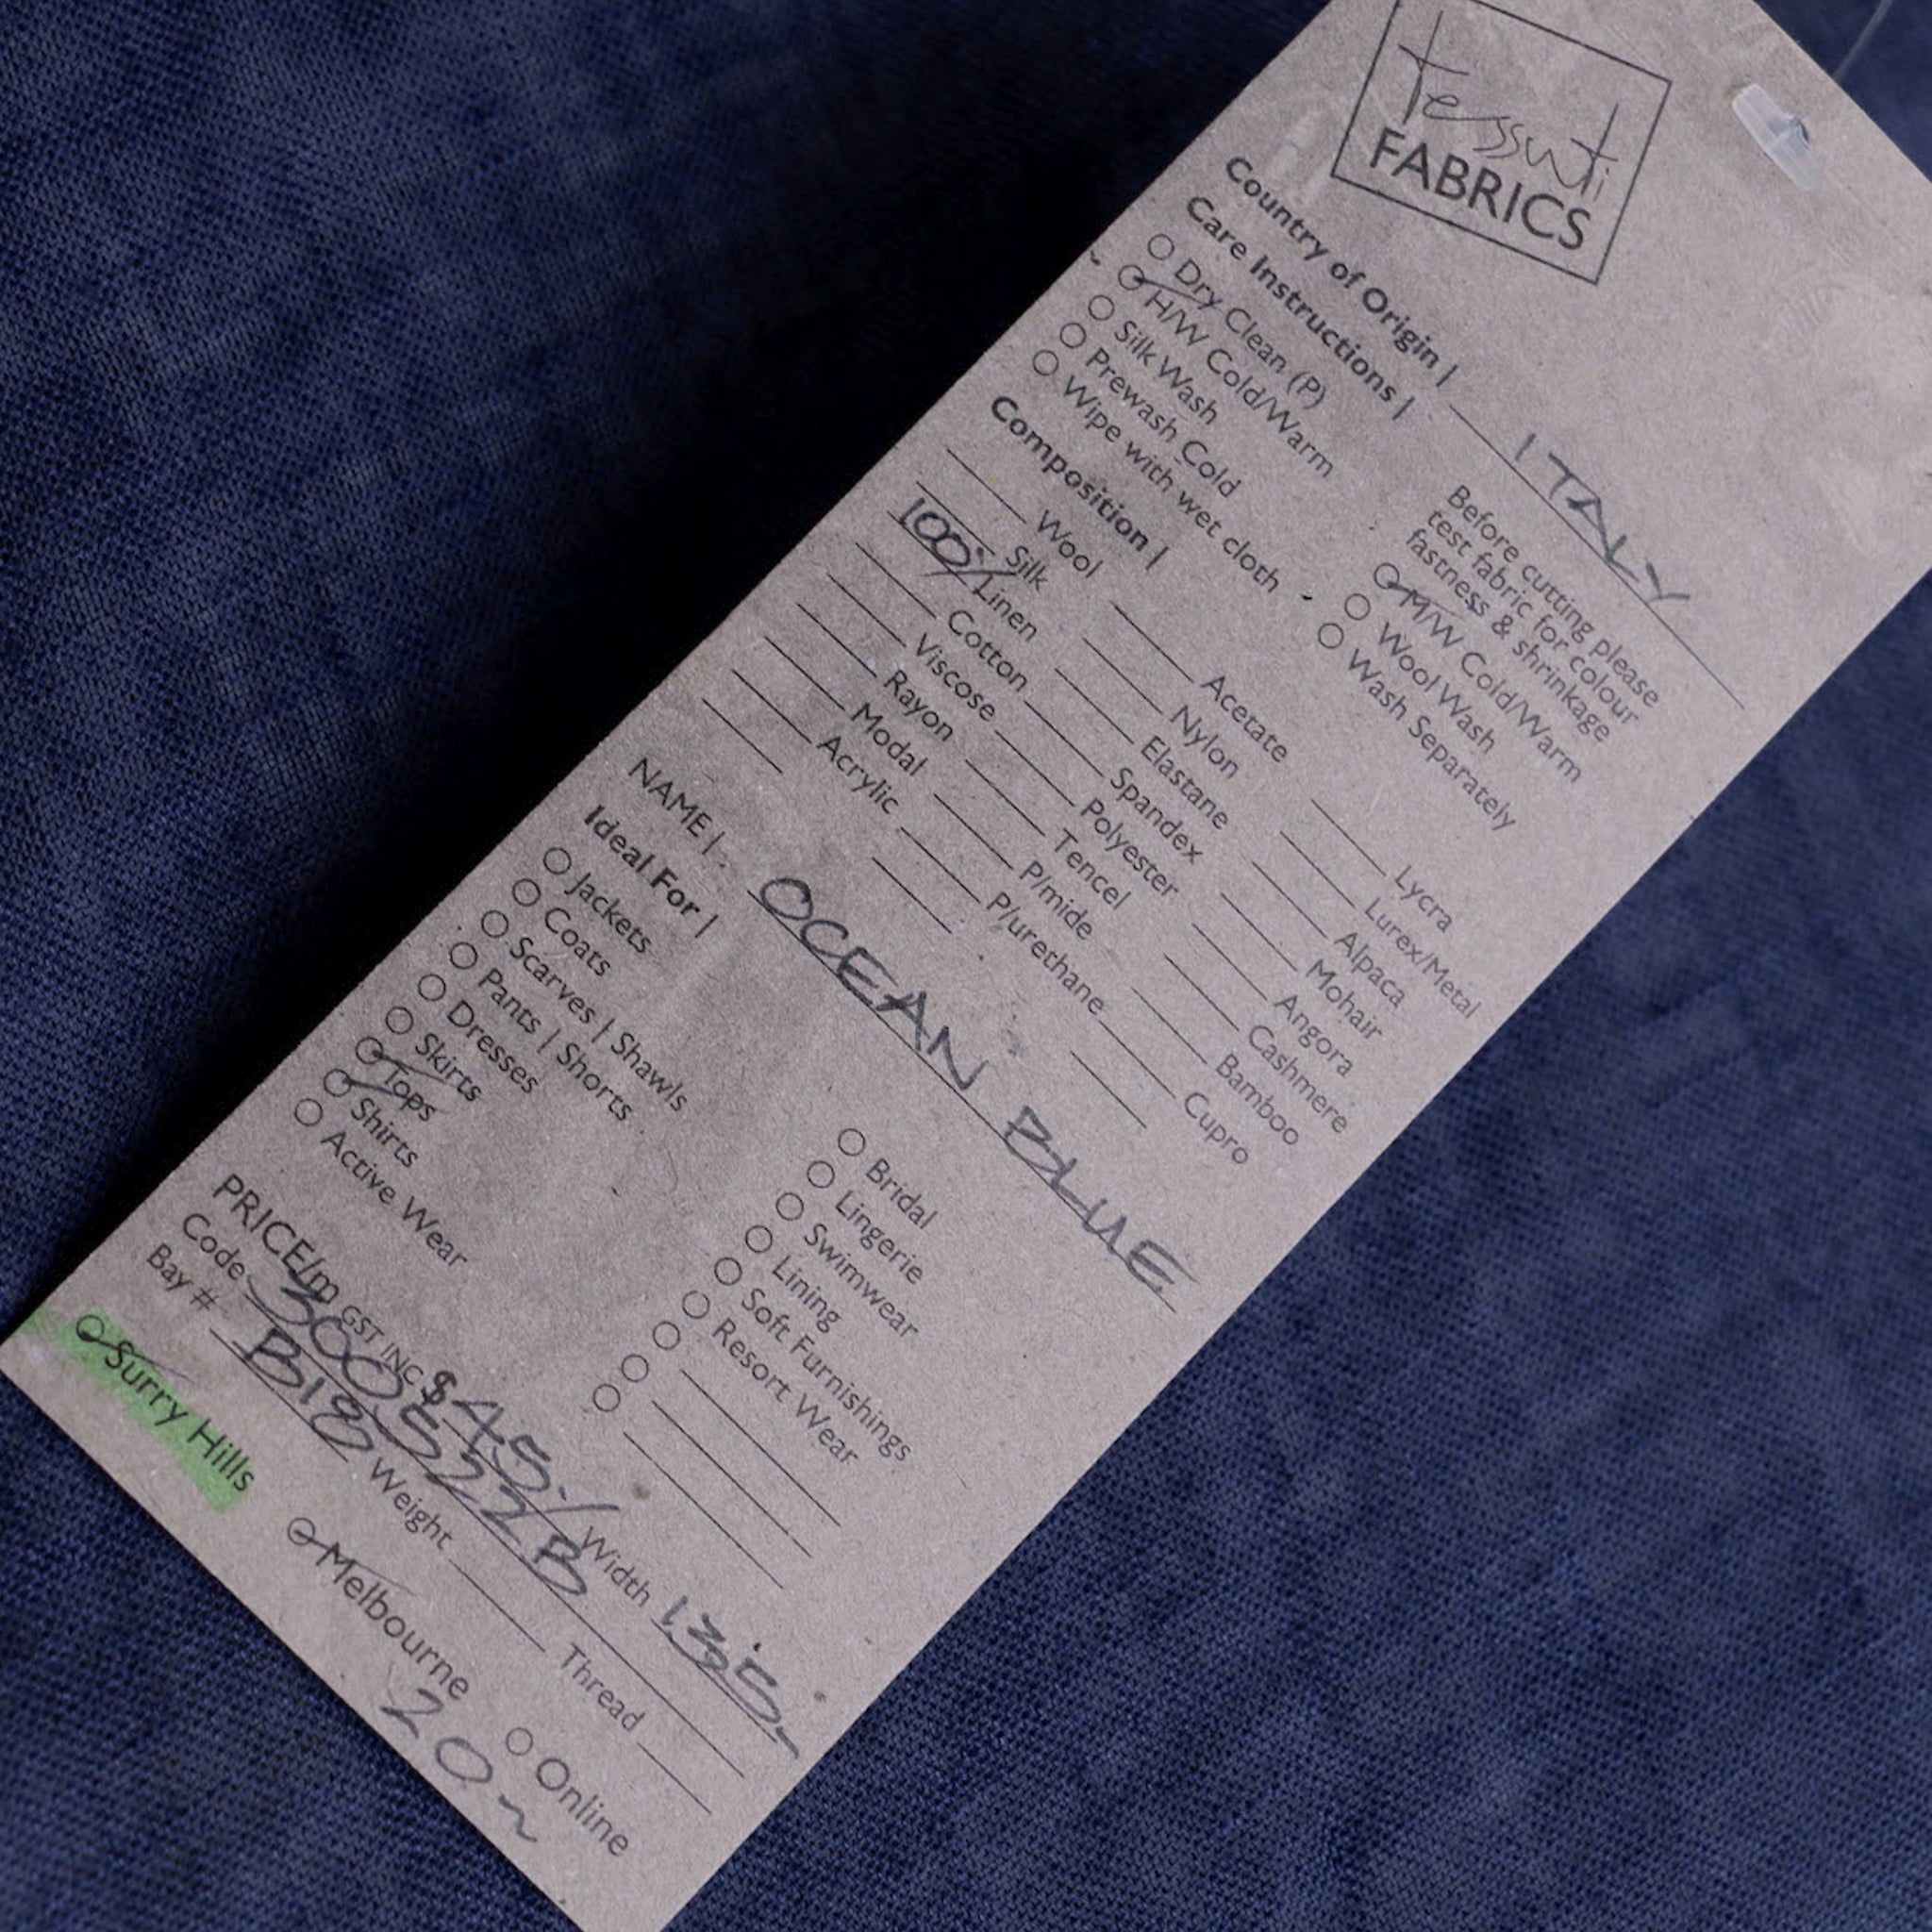 tessuti
FABRICS
Country of Origin | ITALY
Care Instructions |
Before cutting please
test fabric for colour
fastness & shrinkage
Dry Clean (P)
H/W Cold/Warm
Silk Wash
Prewash Cold
Wipe with wet cloth
M/W Cold/Warm
Wool Wash
Wash Separately
Composition |
Wool
Silk
100% Linen
Cotton
Viscose
Rayon
Modal
Acrylic
Acetate
Nylon
Elastane
Spandex
Polyester
Tencel
P/mide
P/urethane
Lycra
Lurex/Metal
Alpaca
Mohair
Angora
Cashmere
Bamboo
Cupro
NAME | OCEAN BLUE
Ideal For |
Jackets
Coats
Scarves | Shawls
Pants | Shorts
Dresses
Skirts
Tops
Shirts
Active Wear
Bridal
Lingerie
Swimwear
Lining
Soft Furnishings
Resort Wear
PRICE/m GST INC $45. Width 135
Code 3000522B
Bay # B18 Weight Thread
Surry Hills Melbourne Online
20